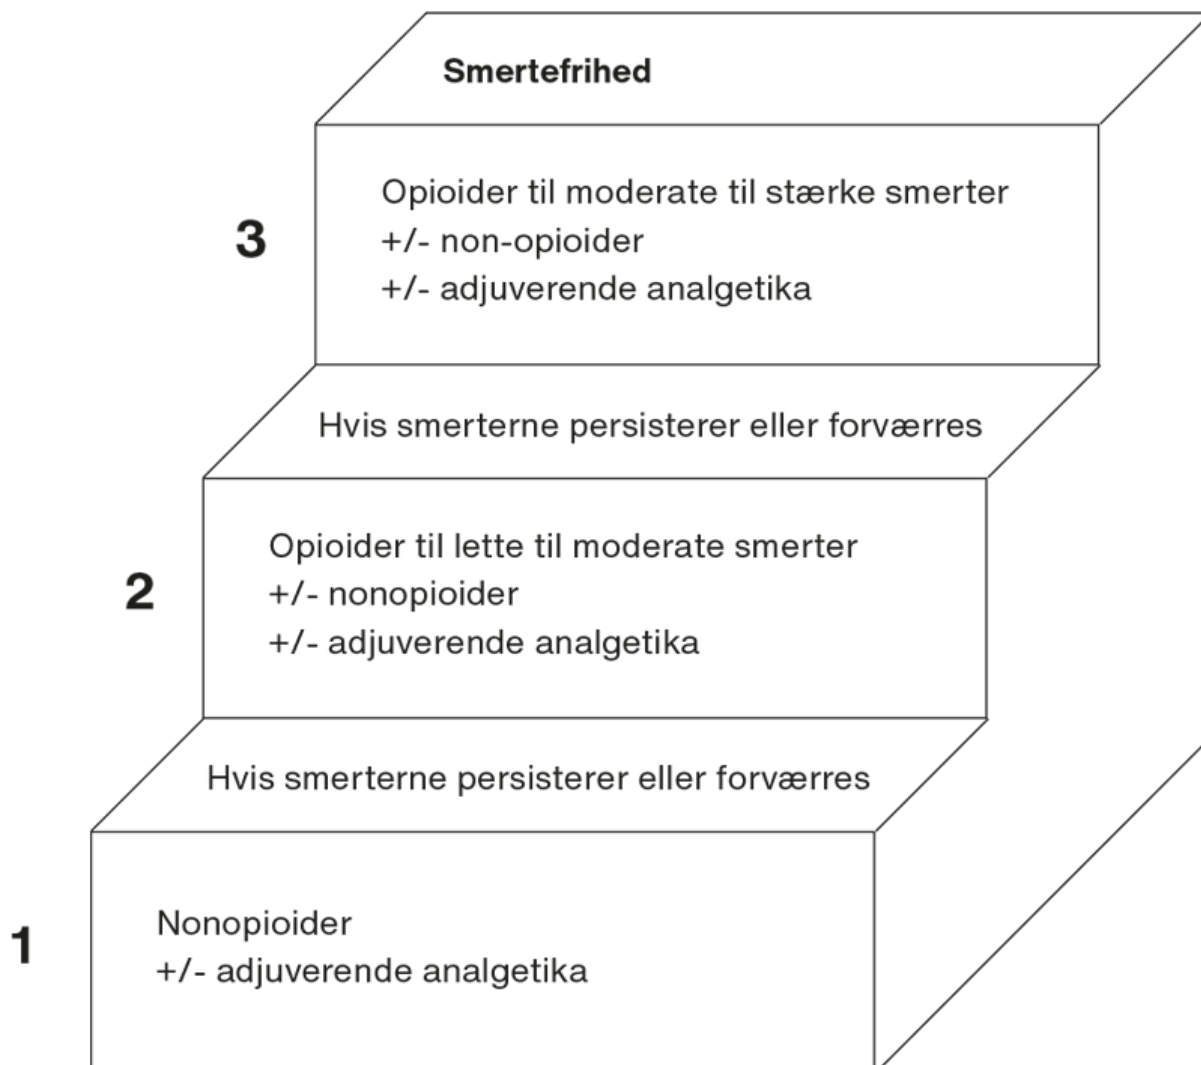 Smertefrihed
3
Opioider til moderate til stærke smerter
+/- non-opioider
+/- adjuverende analgetika
Hvis smerterne persisterer eller forværres
2
Opioider til lette til moderate smerter
+/- nonopioider
+/- adjuverende analgetika
Hvis smerterne persisterer eller forværres
1
Nonopioider
+/- adjuverende analgetika